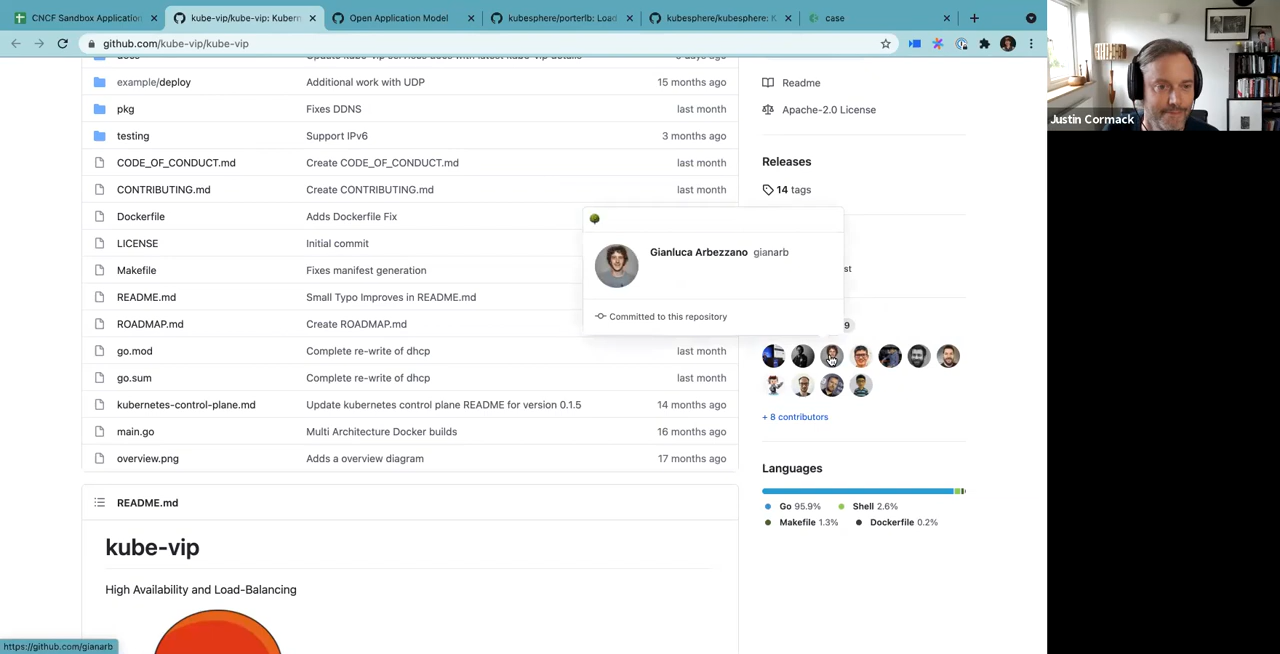 CNCF Sandbox Application
kube-vip/kube-vip: Kubern
Open Application Model
kubesphere/porterlb: Load
kubesphere/kubesphere: K
case
github.com/kube-vip/kube-vip
example/deploy Additional work with UDP 15 months ago
pkg Fixes DDNS last month
testing Support IPv6 3 months ago
CODE_OF_CONDUCT.md Create CODE_OF_CONDUCT.md last month
CONTRIBUTING.md Create CONTRIBUTING.md last month
Dockerfile Adds Dockerfile Fix
LICENSE Initial commit
Makefile Fixes manifest generation
README.md Small Typo Improves in README.md
ROADMAP.md Create ROADMAP.md
go.mod Complete re-write of dhcp last month
go.sum Complete re-write of dhcp last month
kubernetes-control-plane.md Update kubernetes control plane README for version 0.1.5 14 months ago
main.go Multi Architecture Docker builds 16 months ago
overview.png Adds a overview diagram 17 months ago
README.md
kube-vip
High Availability and Load-Balancing
Readme
Apache-2.0 License
Releases
14 tags
Gianluca Arbezzano gianarb
Committed to this repository
st
9
+ 8 contributors
Languages
Go 95.9% Shell 2.6%
Makefile 1.3% Dockerfile 0.2%
https://github.com/gianarb
Justin Cormack